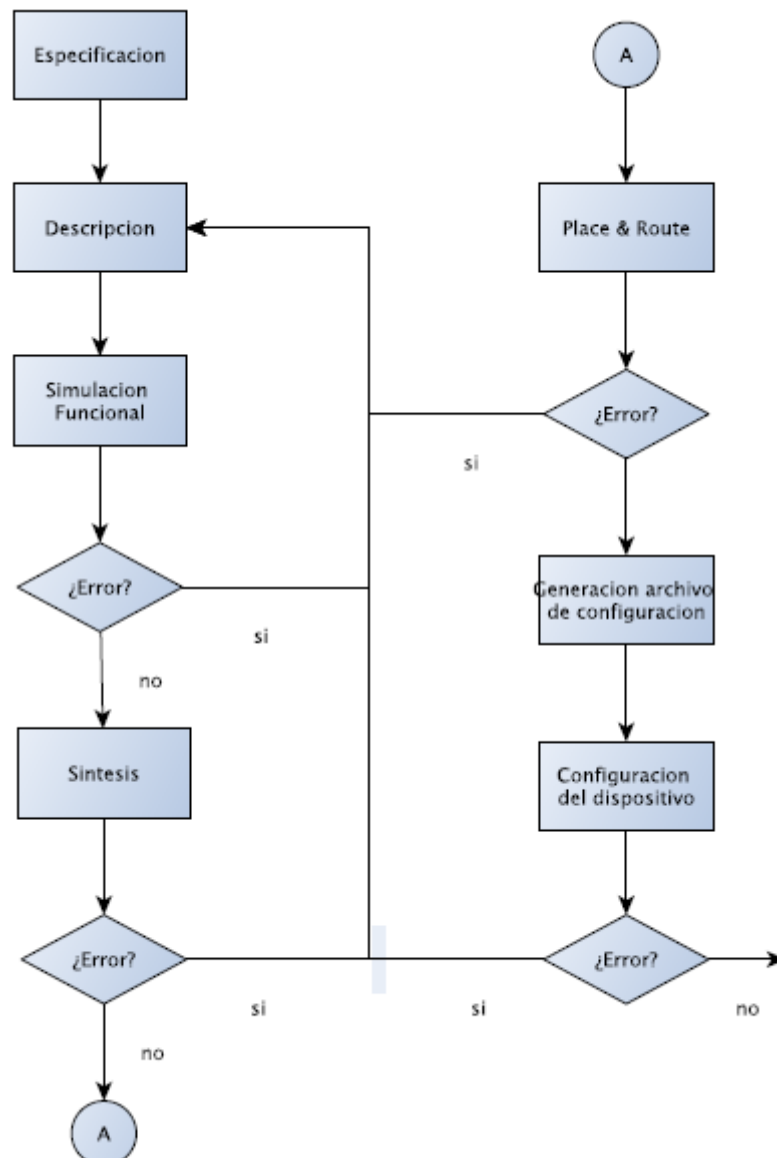 Especificacion
Descripcion
Simulacion
Funcional
¿Error?
si
no
Sintesis
¿Error?
si
no
A
A
Place & Route
¿Error?
si
Generacion archivo
de configuracion
Configuracion
del dispositivo
¿Error?
si
no